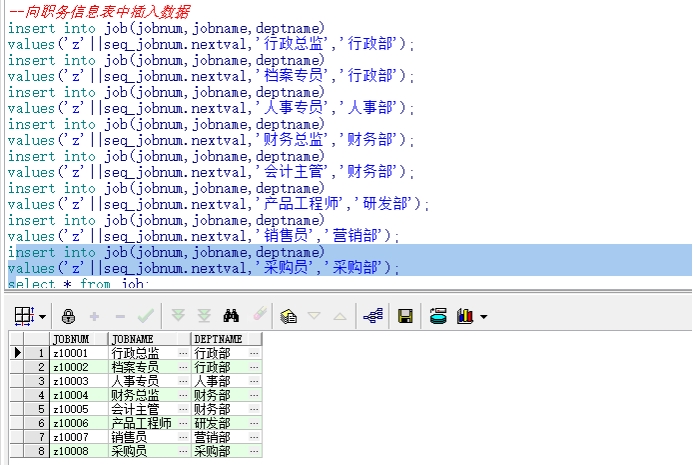 --向职务信息表中插入数据
insert into job(jobnum,jobname,deptname)
values('z'||seq_jobnum.nextval,'行政总监','行政部');
insert into job(jobnum,jobname,deptname)
values('z'||seq_jobnum.nextval,'档案专员','行政部');
insert into job(jobnum,jobname,deptname)
values('z'||seq_jobnum.nextval,'人事专员','人事部');
insert into job(jobnum,jobname,deptname)
values('z'||seq_jobnum.nextval,'财务总监','财务部');
insert into job(jobnum,jobname,deptname)
values('z'||seq_jobnum.nextval,'会计主管','财务部');
insert into job(jobnum,jobname,deptname)
values('z'||seq_jobnum.nextval,'产品工程师','研发部');
insert into job(jobnum,jobname,deptname)
values('z'||seq_jobnum.nextval,'销售员','营销部');
insert into job(jobnum,jobname,deptname)
values('z'||seq_jobnum.nextval,'采购员','采购部');
select * from job;
JOBNUM JOBNAME DEPTNAME
1 z10001 行政总监 ... 行政部 ...
2 z10002 档案专员 ... 行政部 ...
3 z10003 人事专员 ... 人事部 ...
4 z10004 财务总监 ... 财务部 ...
5 z10005 会计主管 ... 财务部 ...
6 z10006 产品工程师 ... 研发部 ...
7 z10007 销售员 ... 营销部 ...
8 z10008 采购员 ... 采购部 ...